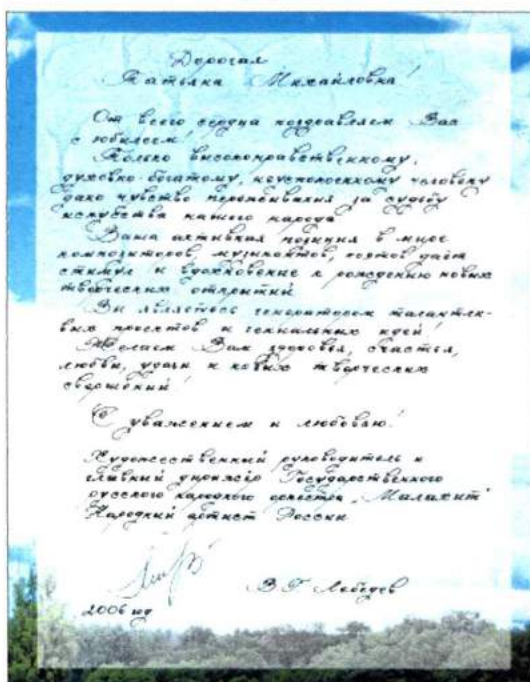 Дорогая
Татьяна Михайловна!
От всего сердца поздравляем Вас
с юбилеем!
Только высоконравственному,
духовно-богатому, неуспокоенному человеку
дано чувство переживания за судьбу
искусства нашего народа
Ваша активная позиция в мире
композиторов, музыкантов, поэтов даёт
стимул и вдохновение к рождению новых
творческих открытий
Вы являетесь генератором талантли-
вых проектов и гениальных идей!
Желаем Вам здоровья, счастья,
любви, удачи и новых творческих
свершений!
С уважением и любовью!
Художественный руководитель и
главный дирижёр Государственного
русского народного оркестра „Малахит"
Народный артист России
В.Г. Лебедев
2006 год